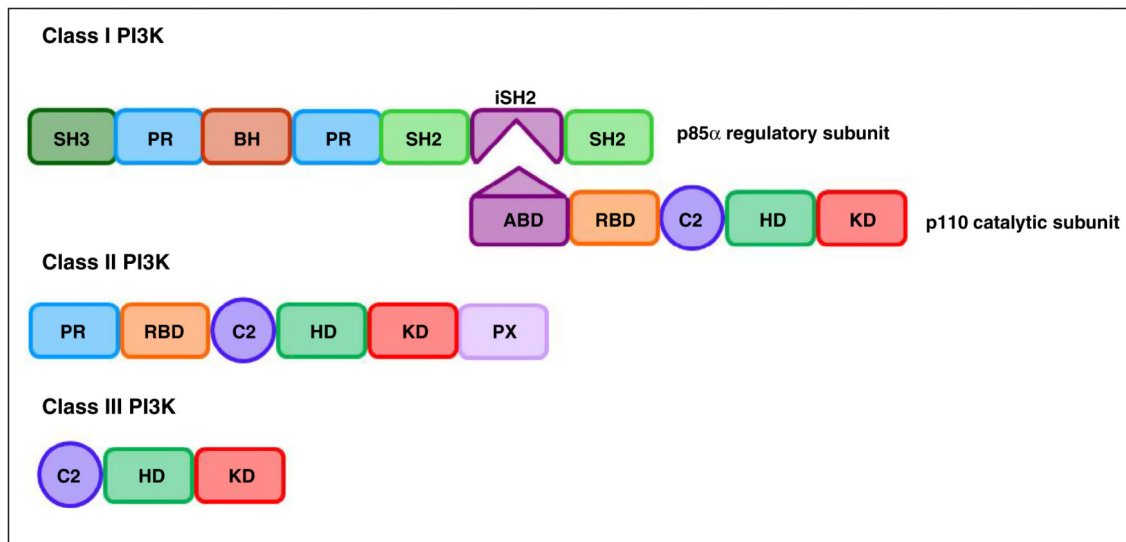 Class I PI3K
iSH2
SH3 PR BH PR SH2 SH2 p85α regulatory subunit
ABD RBD C2 HD KD p110 catalytic subunit
Class II PI3K
PR RBD C2 HD KD PX
Class III PI3K
C2 HD KD